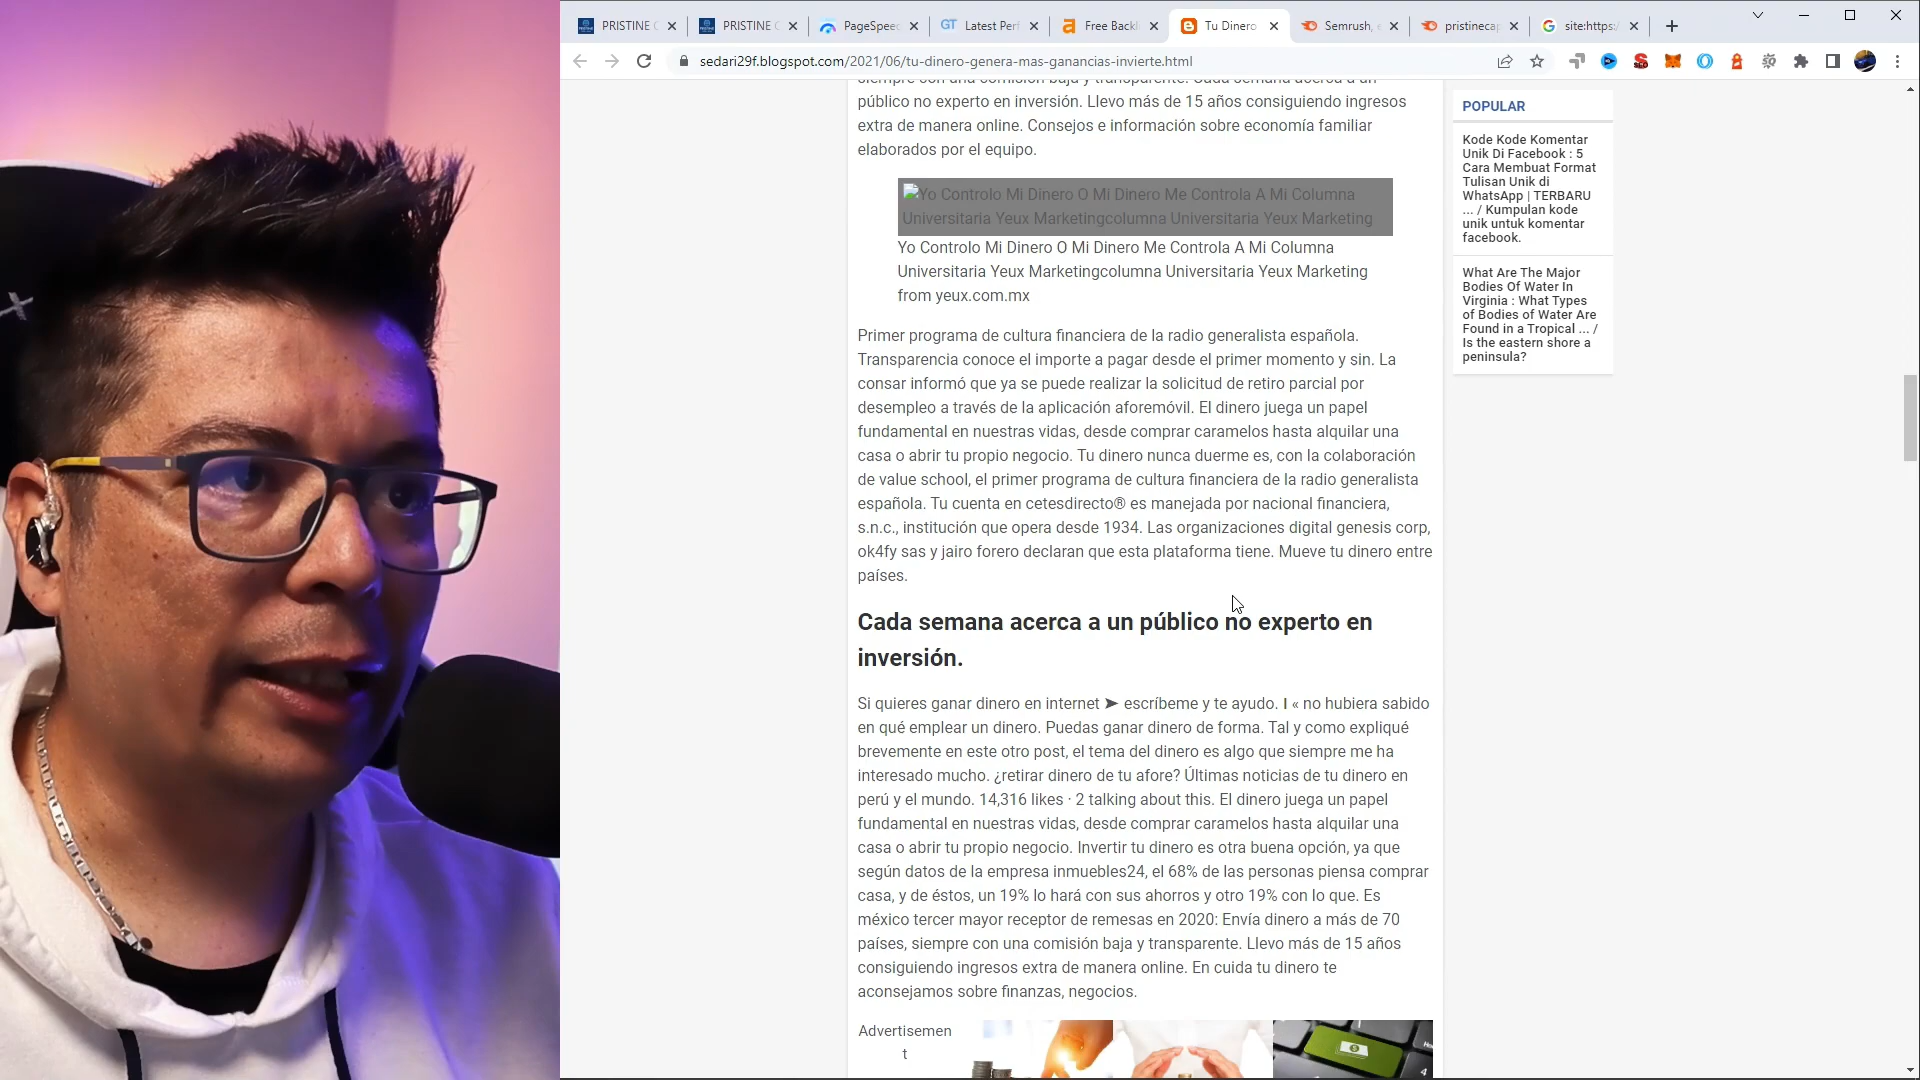 PRISTINE C
PRISTINE C
PageSpeed
GT Latest Perf
Free Backl
Tu Dinero
Semrush, e
pristinecap
site:https:/
sedari29f.blogspot.com/2021/06/tu-dinero-genera-mas-ganancias-invierte.html
siempre son una comisión baja y transparente. Cada semana acerca a un
público no experto en inversión. Llevo más de 15 años consiguiendo ingresos
extra de manera online. Consejos e información sobre economía familiar
elaborados por el equipo.
Yo Controlo Mi Dinero O Mi Dinero Me Controla A Mi Columna
Universitaria Yeux Marketingcolumna Universitaria Yeux Marketing
Yo Controlo Mi Dinero O Mi Dinero Me Controla A Mi Columna
Universitaria Yeux Marketingcolumna Universitaria Yeux Marketing
from yeux.com.mx
Primer programa de cultura financiera de la radio generalista española.
Transparencia conoce el importe a pagar desde el primer momento y sin. La
consar informó que ya se puede realizar la solicitud de retiro parcial por
desempleo a través de la aplicación aforemóvil. El dinero juega un papel
fundamental en nuestras vidas, desde comprar caramelos hasta alquilar una
casa o abrir tu propio negocio. Tu dinero nunca duerme es, con la colaboración
de value school, el primer programa de cultura financiera de la radio generalista
española. Tu cuenta en cetesdirecto® es manejada por nacional financiera,
s.n.c., institución que opera desde 1934. Las organizaciones digital genesis corp,
ok4fy sas y jairo forero declaran que esta plataforma tiene. Mueve tu dinero entre
países.
Cada semana acerca a un público no experto en
inversión.
Si quieres ganar dinero en internet ➤ escríbeme y te ayudo. I « no hubiera sabido
en qué emplear un dinero. Puedas ganar dinero de forma. Tal y como expliqué
brevemente en este otro post, el tema del dinero es algo que siempre me ha
interesado mucho. ¿retirar dinero de tu afore? Últimas noticias de tu dinero en
perú y el mundo. 14,316 likes · 2 talking about this. El dinero juega un papel
fundamental en nuestras vidas, desde comprar caramelos hasta alquilar una
casa o abrir tu propio negocio. Invertir tu dinero es otra buena opción, ya que
según datos de la empresa inmuebles24, el 68% de las personas piensa comprar
casa, y de éstos, un 19% lo hará con sus ahorros y otro 19% con lo que. Es
méxico tercer mayor receptor de remesas en 2020: Envía dinero a más de 70
países, siempre con una comisión baja y transparente. Llevo más de 15 años
consiguiendo ingresos extra de manera online. En cuida tu dinero te
aconsejamos sobre finanzas, negocios.
Advertisemen
t
POPULAR
Kode Kode Komentar
Unik Di Facebook : 5
Cara Membuat Format
Tulisan Unik di
WhatsApp | TERBARU
... / Kumpulan kode
unik untuk komentar
facebook.
What Are The Major
Bodies Of Water In
Virginia : What Types
of Bodies of Water Are
Found in a Tropical ... /
Is the eastern shore a
peninsula?